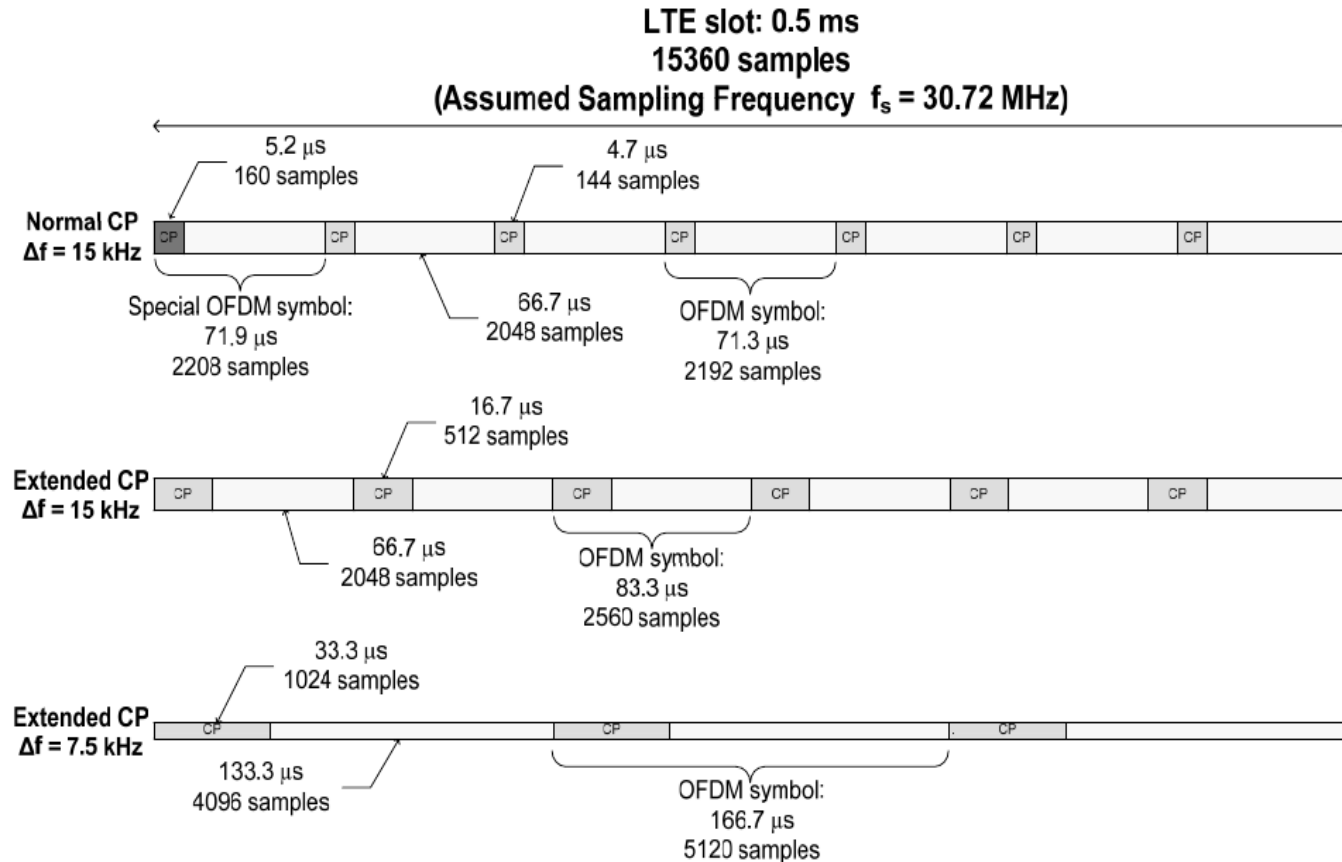 LTE slot: 0.5 ms
15360 samples
(Assumed Sampling Frequency fₛ = 30.72 MHz)
5.2 μs
160 samples
4.7 μs
144 samples
Normal CP
Δf = 15 kHz
CP CP CP CP CP CP CP
Special OFDM symbol:
71.9 μs
2208 samples
66.7 μs
2048 samples
OFDM symbol:
71.3 μs
2192 samples
16.7 μs
512 samples
Extended CP
Δf = 15 kHz
CP CP CP CP CP CP
66.7 μs
2048 samples
OFDM symbol:
83.3 μs
2560 samples
33.3 μs
1024 samples
Extended CP
Δf = 7.5 kHz
CP CP CP
133.3 μs
4096 samples
OFDM symbol:
166.7 μs
5120 samples